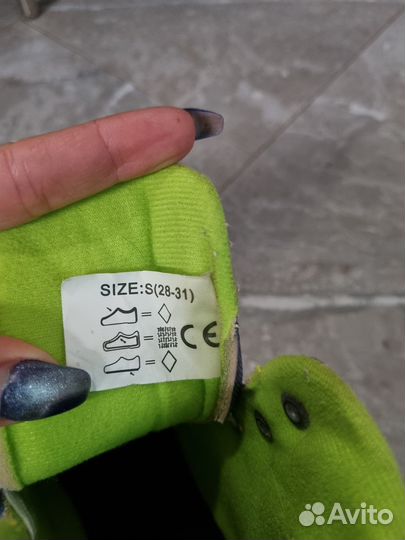 SIZE:S(28-31)
=
=
=
CE
Avito